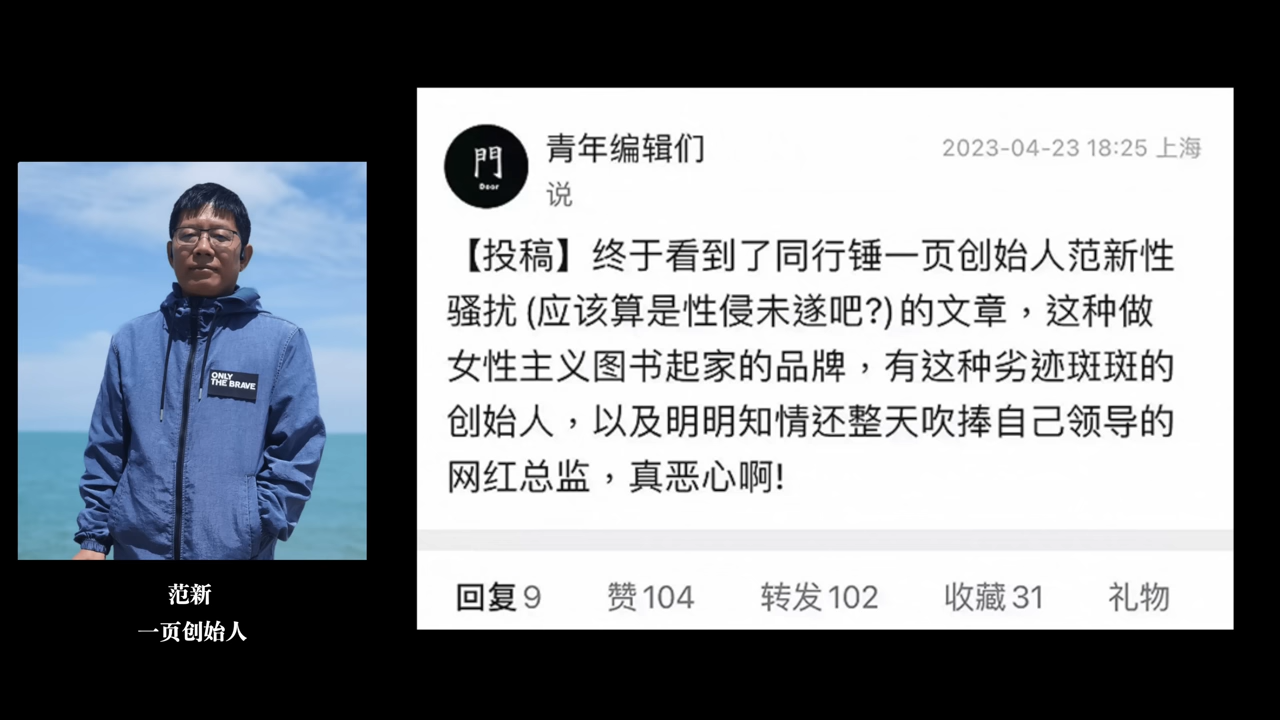 ONLY
THE BRAVE
范新
一页创始人
門
Door
青年编辑们
说
2023-04-23 18:25 上海
【投稿】终于看到了同行锤一页创始人范新性
骚扰 (应该算是性侵未遂吧?) 的文章，这种做
女性主义图书起家的品牌，有这种劣迹斑斑的
创始人，以及明明知情还整天吹捧自己领导的
网红总监，真恶心啊!
回复 9 赞 104 转发 102 收藏 31 礼物